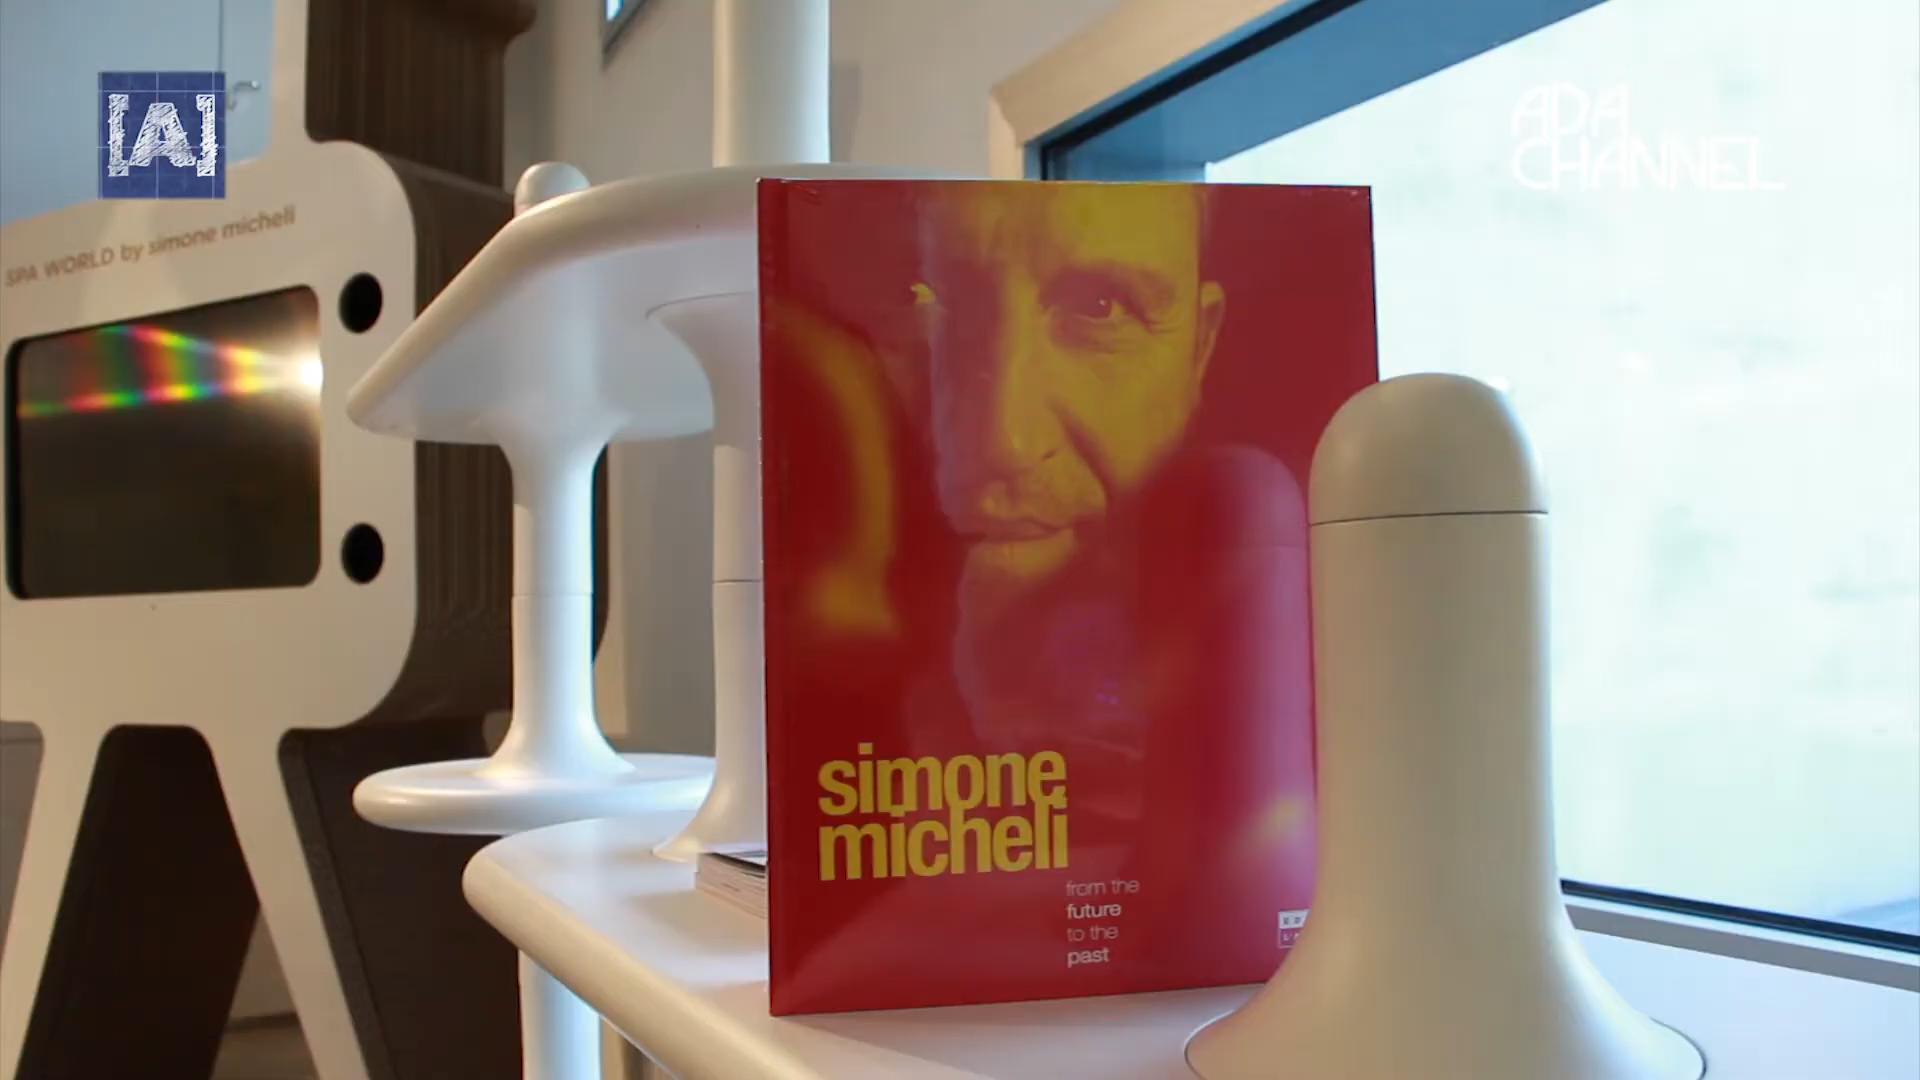 [A]
ADA
CHANNEL
SPA WORLD by simone micheli
simone
micheli
from the
future
to the
past